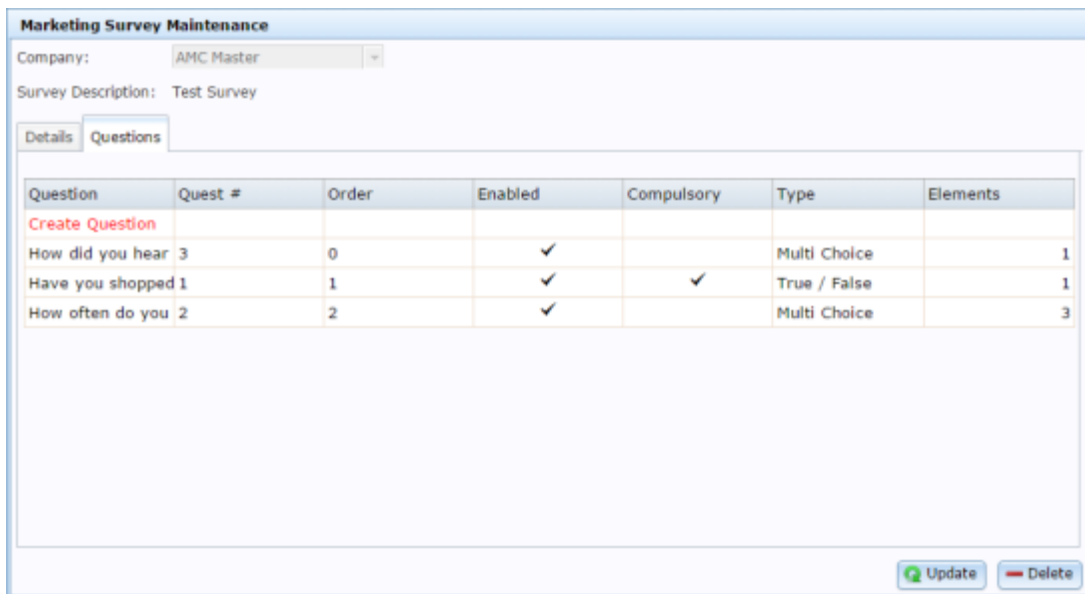 Marketing Survey Maintenance
Company: AMC Master
Survey Description: Test Survey
Details Questions
Question Quest # Order Enabled Compulsory Type Elements
Create Question
How did you hear 3 0 Multi Choice 1
Have you shopped 1 1 True / False 1
How often do you 2 2 Multi Choice 3
Update Delete